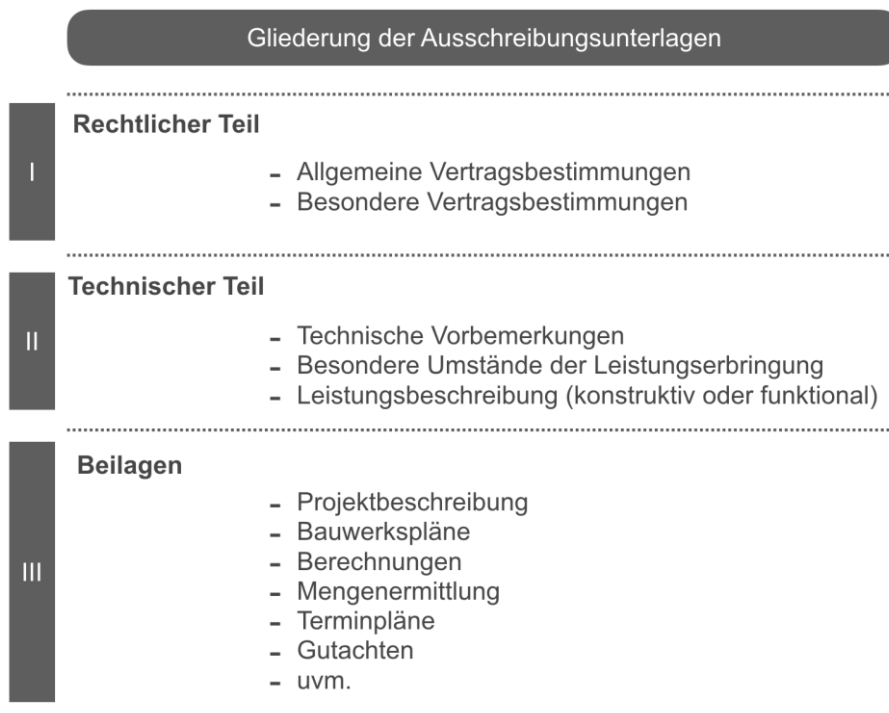 Gliederung der Ausschreibungsunterlagen
I
Rechtlicher Teil
- Allgemeine Vertragsbestimmungen
- Besondere Vertragsbestimmungen
II
Technischer Teil
- Technische Vorbemerkungen
- Besondere Umstände der Leistungserbringung
- Leistungsbeschreibung (konstruktiv oder funktional)
III
Beilagen
- Projektbeschreibung
- Bauwerkspläne
- Berechnungen
- Mengenermittlung
- Terminpläne
- Gutachten
- uvm.